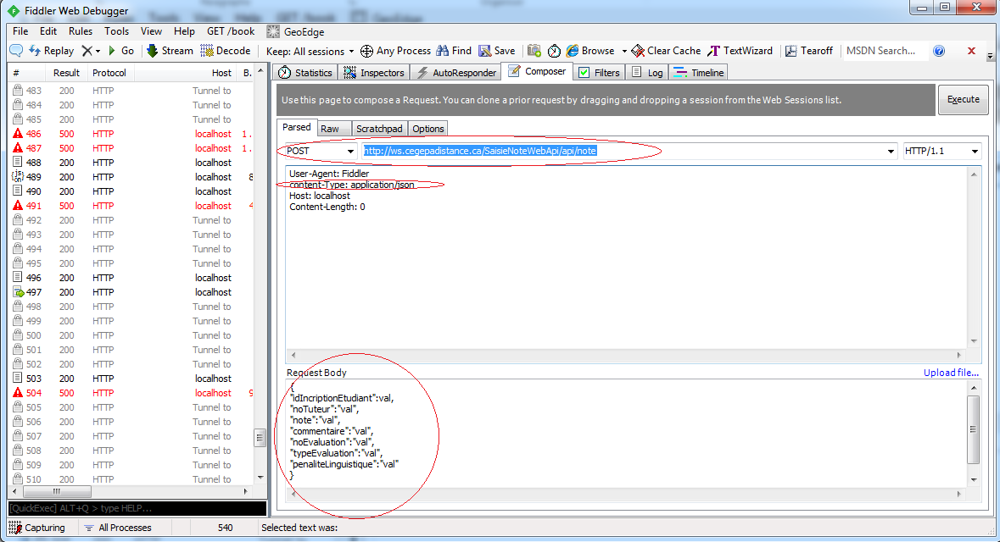 Fiddler Web Debugger
File Edit Rules Tools View Help GET /book GeoEdge
Replay Go Stream Decode Keep: All sessions Any Process Find Save Browse Clear Cache TextWizard Tearoff MSDN Search...
# Result Protocol Host B.
483 200 HTTP Tunnel to
484 200 HTTP Tunnel to
485 200 HTTP Tunnel to
486 500 HTTP localhost 1.
487 500 HTTP localhost 1.
488 200 HTTP localhost
489 200 HTTP localhost 8
490 200 HTTP localhost
491 500 HTTP localhost 4
492 200 HTTP Tunnel to
493 200 HTTP Tunnel to
494 200 HTTP Tunnel to
495 200 HTTP Tunnel to
496 200 HTTP localhost
497 200 HTTP localhost
498 200 HTTP Tunnel to
499 200 HTTP Tunnel to
500 200 HTTP Tunnel to
501 200 HTTP Tunnel to
502 200 HTTP Tunnel to
503 200 HTTP localhost
504 500 HTTP localhost 9
505 200 HTTP Tunnel to
506 200 HTTP Tunnel to
507 200 HTTP Tunnel to
508 200 HTTP Tunnel to
509 200 HTTP Tunnel to
510 200 HTTP Tunnel to
[QuickExec] ALT+Q > type HELP...
Statistics Inspectors AutoResponder Composer Filters Log Timeline
Use this page to compose a Request. You can clone a prior request by dragging and dropping a session from the Web Sessions list.
Execute
Parsed Raw Scratchpad Options
POST http://ws.cegepadistance.ca/SaisieNoteWebApi/api/note HTTP/1.1
User-Agent: Fiddler
content-Type: application/json
Host: localhost
Content-Length: 0
Request Body Upload file...
{
"idIncriptionEtudiant":val,
"noTuteur":"val",
"note":"val",
"commentaire":"val",
"noEvaluation":"val",
"typeEvaluation":"val",
"penaliteLinguistique":"val"
}
Capturing All Processes 540 Selected text was: